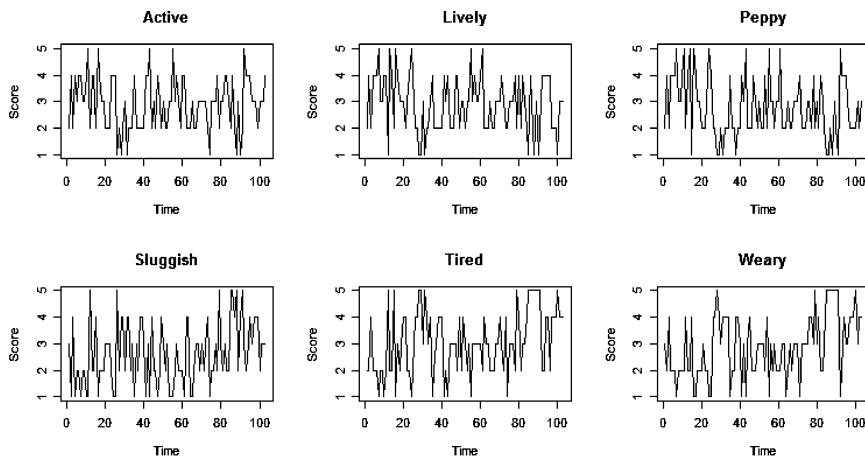 Active Lively Peppy
Score 1 2 3 4 5 Score 1 2 3 4 5 Score 1 2 3 4 5
0 20 40 60 80 100 0 20 40 60 80 100 0 20 40 60 80 100
Time Time Time
Sluggish Tired Weary
Score 1 2 3 4 5 Score 1 2 3 4 5 Score 1 2 3 4 5
0 20 40 60 80 100 0 20 40 60 80 100 0 20 40 60 80 100
Time Time Time